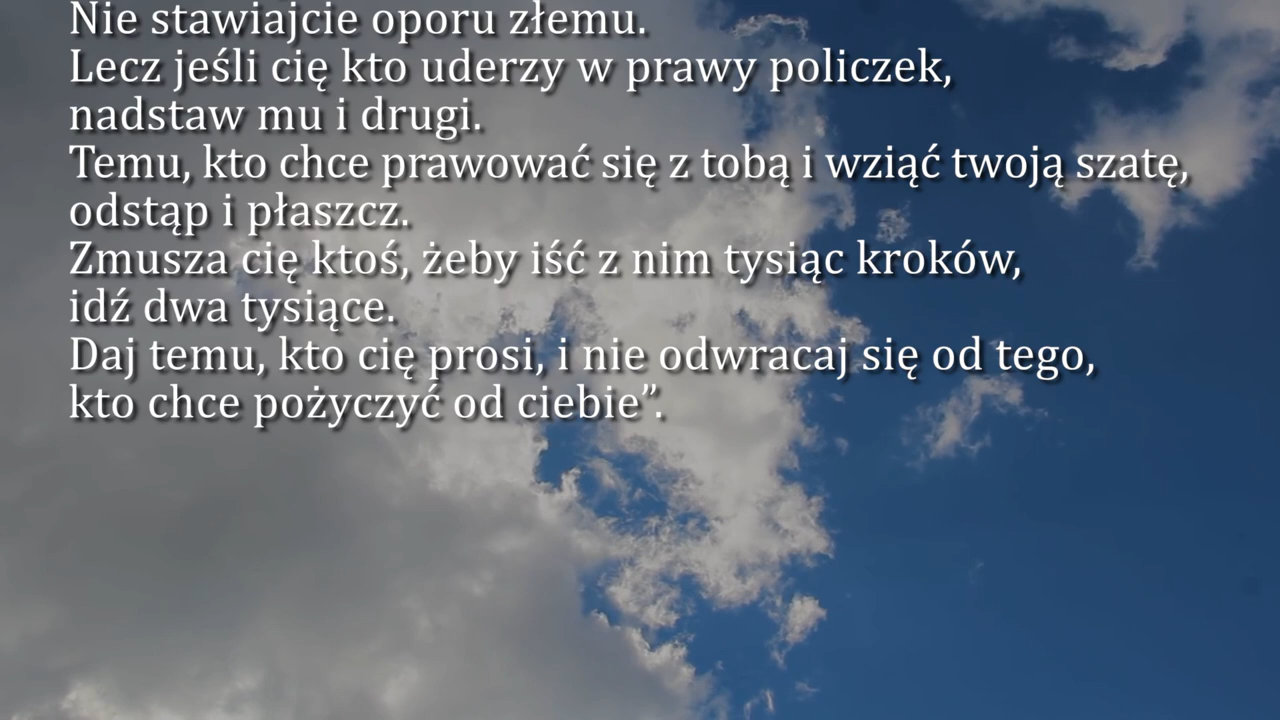 Nie stawiajcie oporu złemu.
Lecz jeśli cię kto uderzy w prawy policzek,
nadstaw mu i drugi.
Temu, kto chce prawować się z tobą i wziąć twoją szatę,
odstąp i płaszcz.
Zmusza cię ktoś, żeby iść z nim tysiąc kroków,
idź dwa tysiące.
Daj temu, kto cię prosi, i nie odwracaj się od tego,
kto chce pożyczyć od ciebie”.